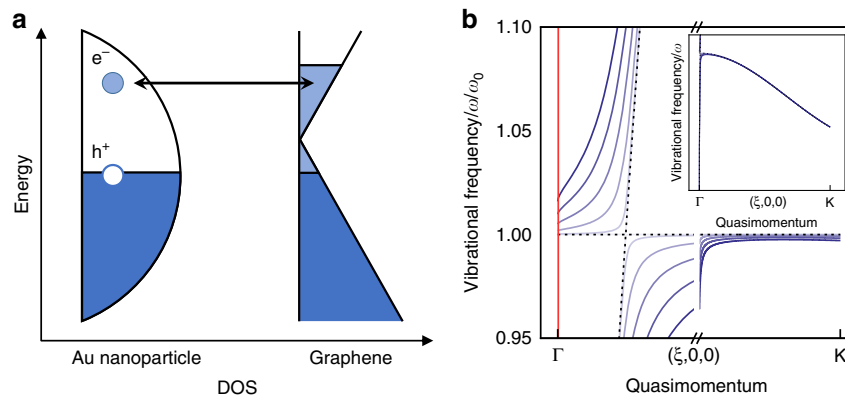 a
e⁻
h⁺
Energy
Au nanoparticle
Graphene
DOS
b
Vibrational frequency/ω/ω₀
1.10
1.05
1.00
0.95
Γ
(ξ,0,0)
K
Quasimomentum
Vibrational frequency/ω
Γ
(ξ,0,0)
K
Quasimomentum